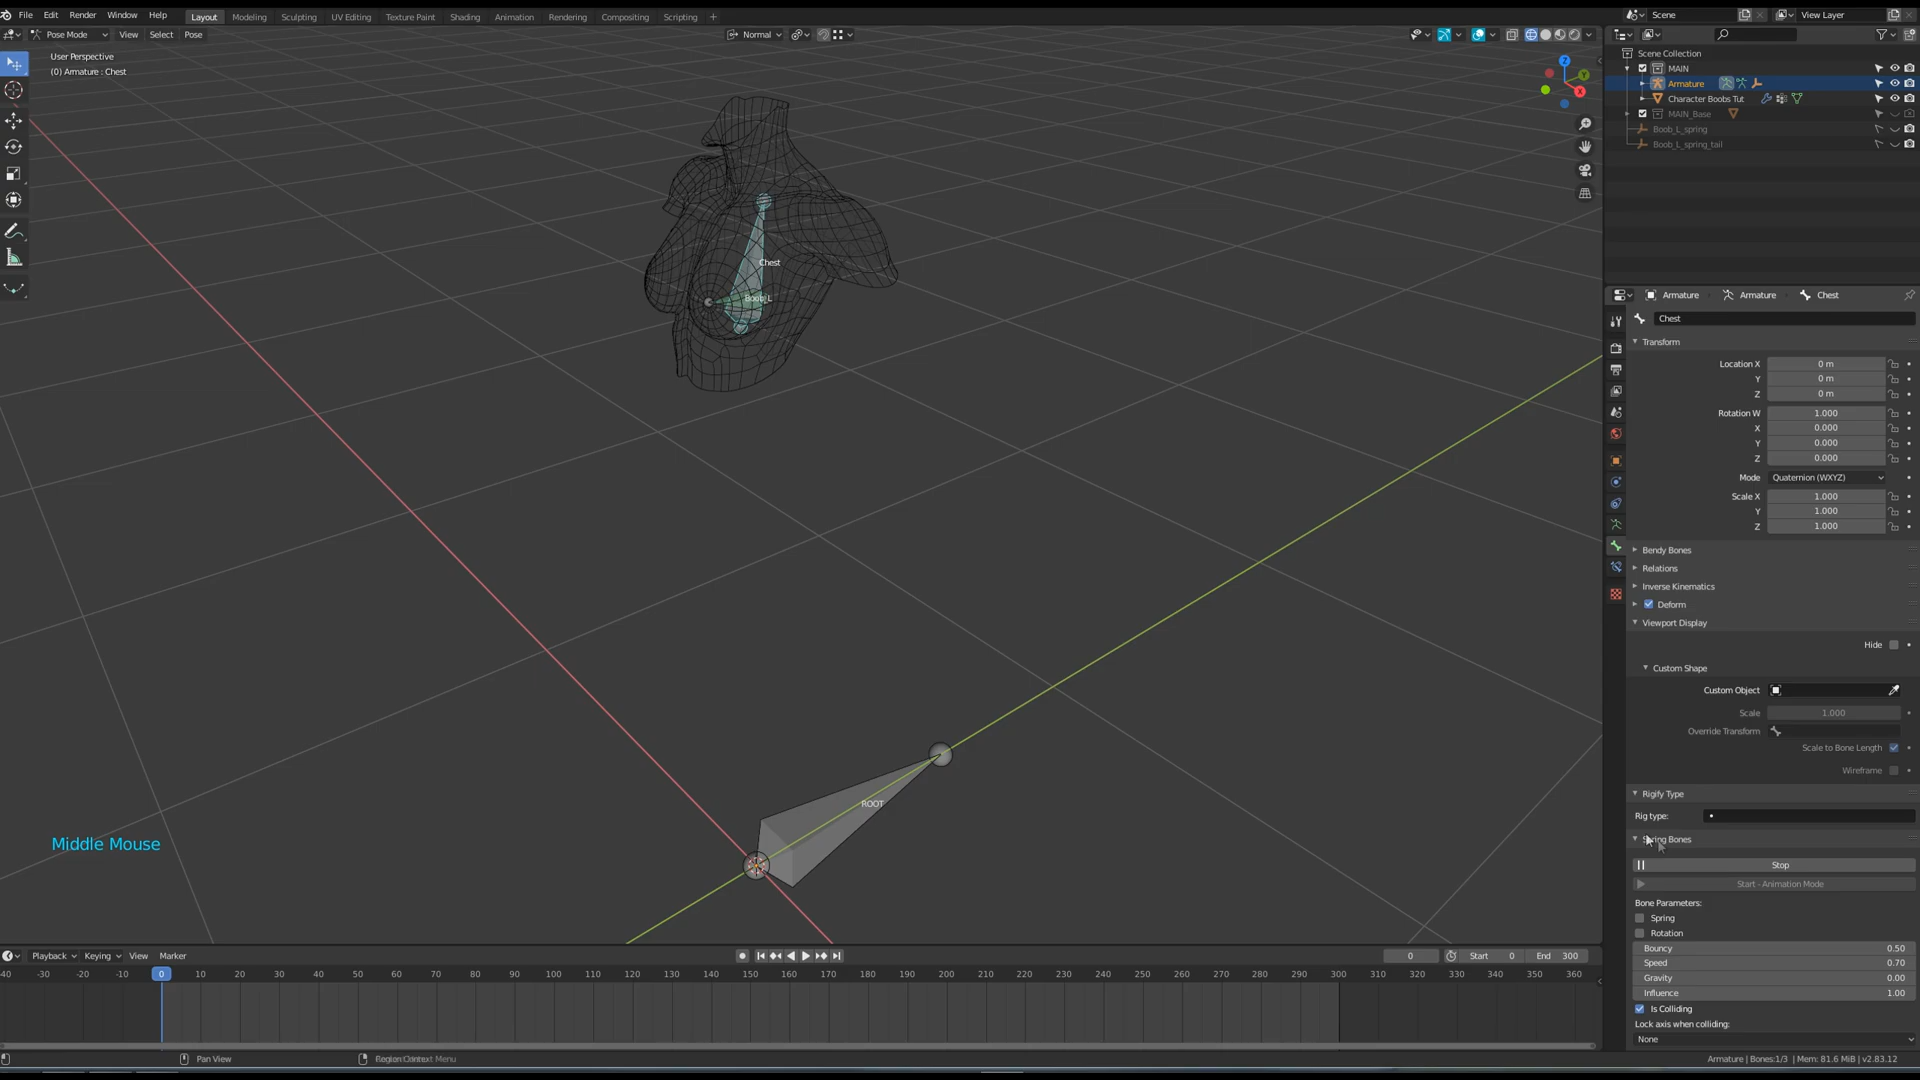 File Edit Render Window Help Layout Modeling Sculpting UV Editing Texture Paint Shading Animation Rendering Compositing Scripting + Scene View Layer
Pose Mode View Select Pose Normal
User Perspective
(0) Armature : Chest
Scene Collection
MAIN
Armature
Character Boobs Tut
MAIN_Base
Boob_L_spring
Boob_L_spring_tail
Z
Y
X
Chest
Boob_L
ROOT
Middle Mouse
Armature Armature Chest
Chest
Transform
Location X 0 m
Y 0 m
Z 0 m
Rotation W 1.000
X 0.000
Y 0.000
Z 0.000
Mode Quaternion (WXYZ)
Scale X 1.000
Y 1.000
Z 1.000
Bendy Bones
Relations
Inverse Kinematics
Deform
Viewport Display
Hide
Custom Shape
Custom Object
Scale 1.000
Override Transform
Scale to Bone Length
Wireframe
Rigify Type
Rig type:
Spring Bones
Stop
Start - Animation Mode
Bone Parameters:
Spring
Rotation
Bouncy 0.50
Speed 0.70
Gravity 0.00
Influence 1.00
Is Colliding
Lock axis when colliding:
None
Playback Keying View Marker 0 Start 0 End 300
40 -30 -20 -10 0 10 20 30 40 50 60 70 80 90 100 110 120 130 140 150 160 170 180 190 200 210 220 230 240 250 260 270 280 290 300 310 320 330 340 350 360
Pan View
Armature | Bones:1/3 | Mem: 81.6 MiB | v2.83.12